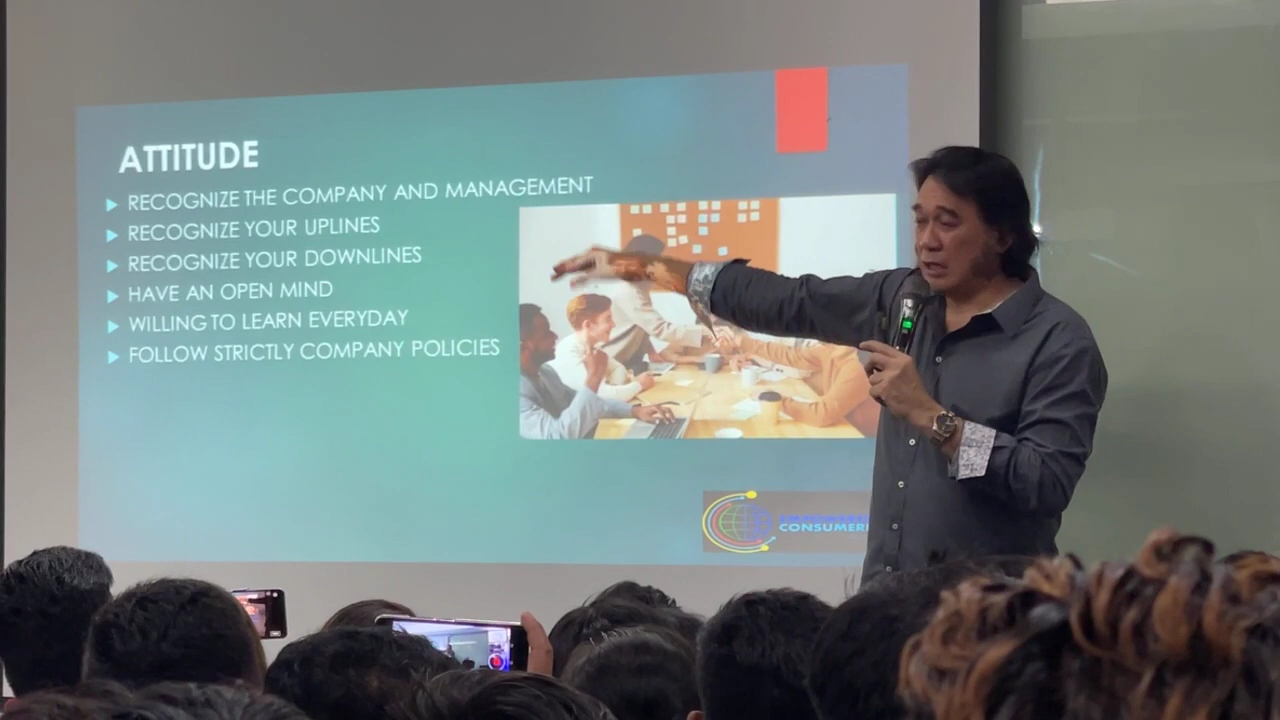 ATTITUDE
RECOGNIZE THE COMPANY AND MANAGEMENT
RECOGNIZE YOUR UPLINES
RECOGNIZE YOUR DOWNLINES
HAVE AN OPEN MIND
WILLING TO LEARN EVERYDAY
FOLLOW STRICTLY COMPANY POLICIES